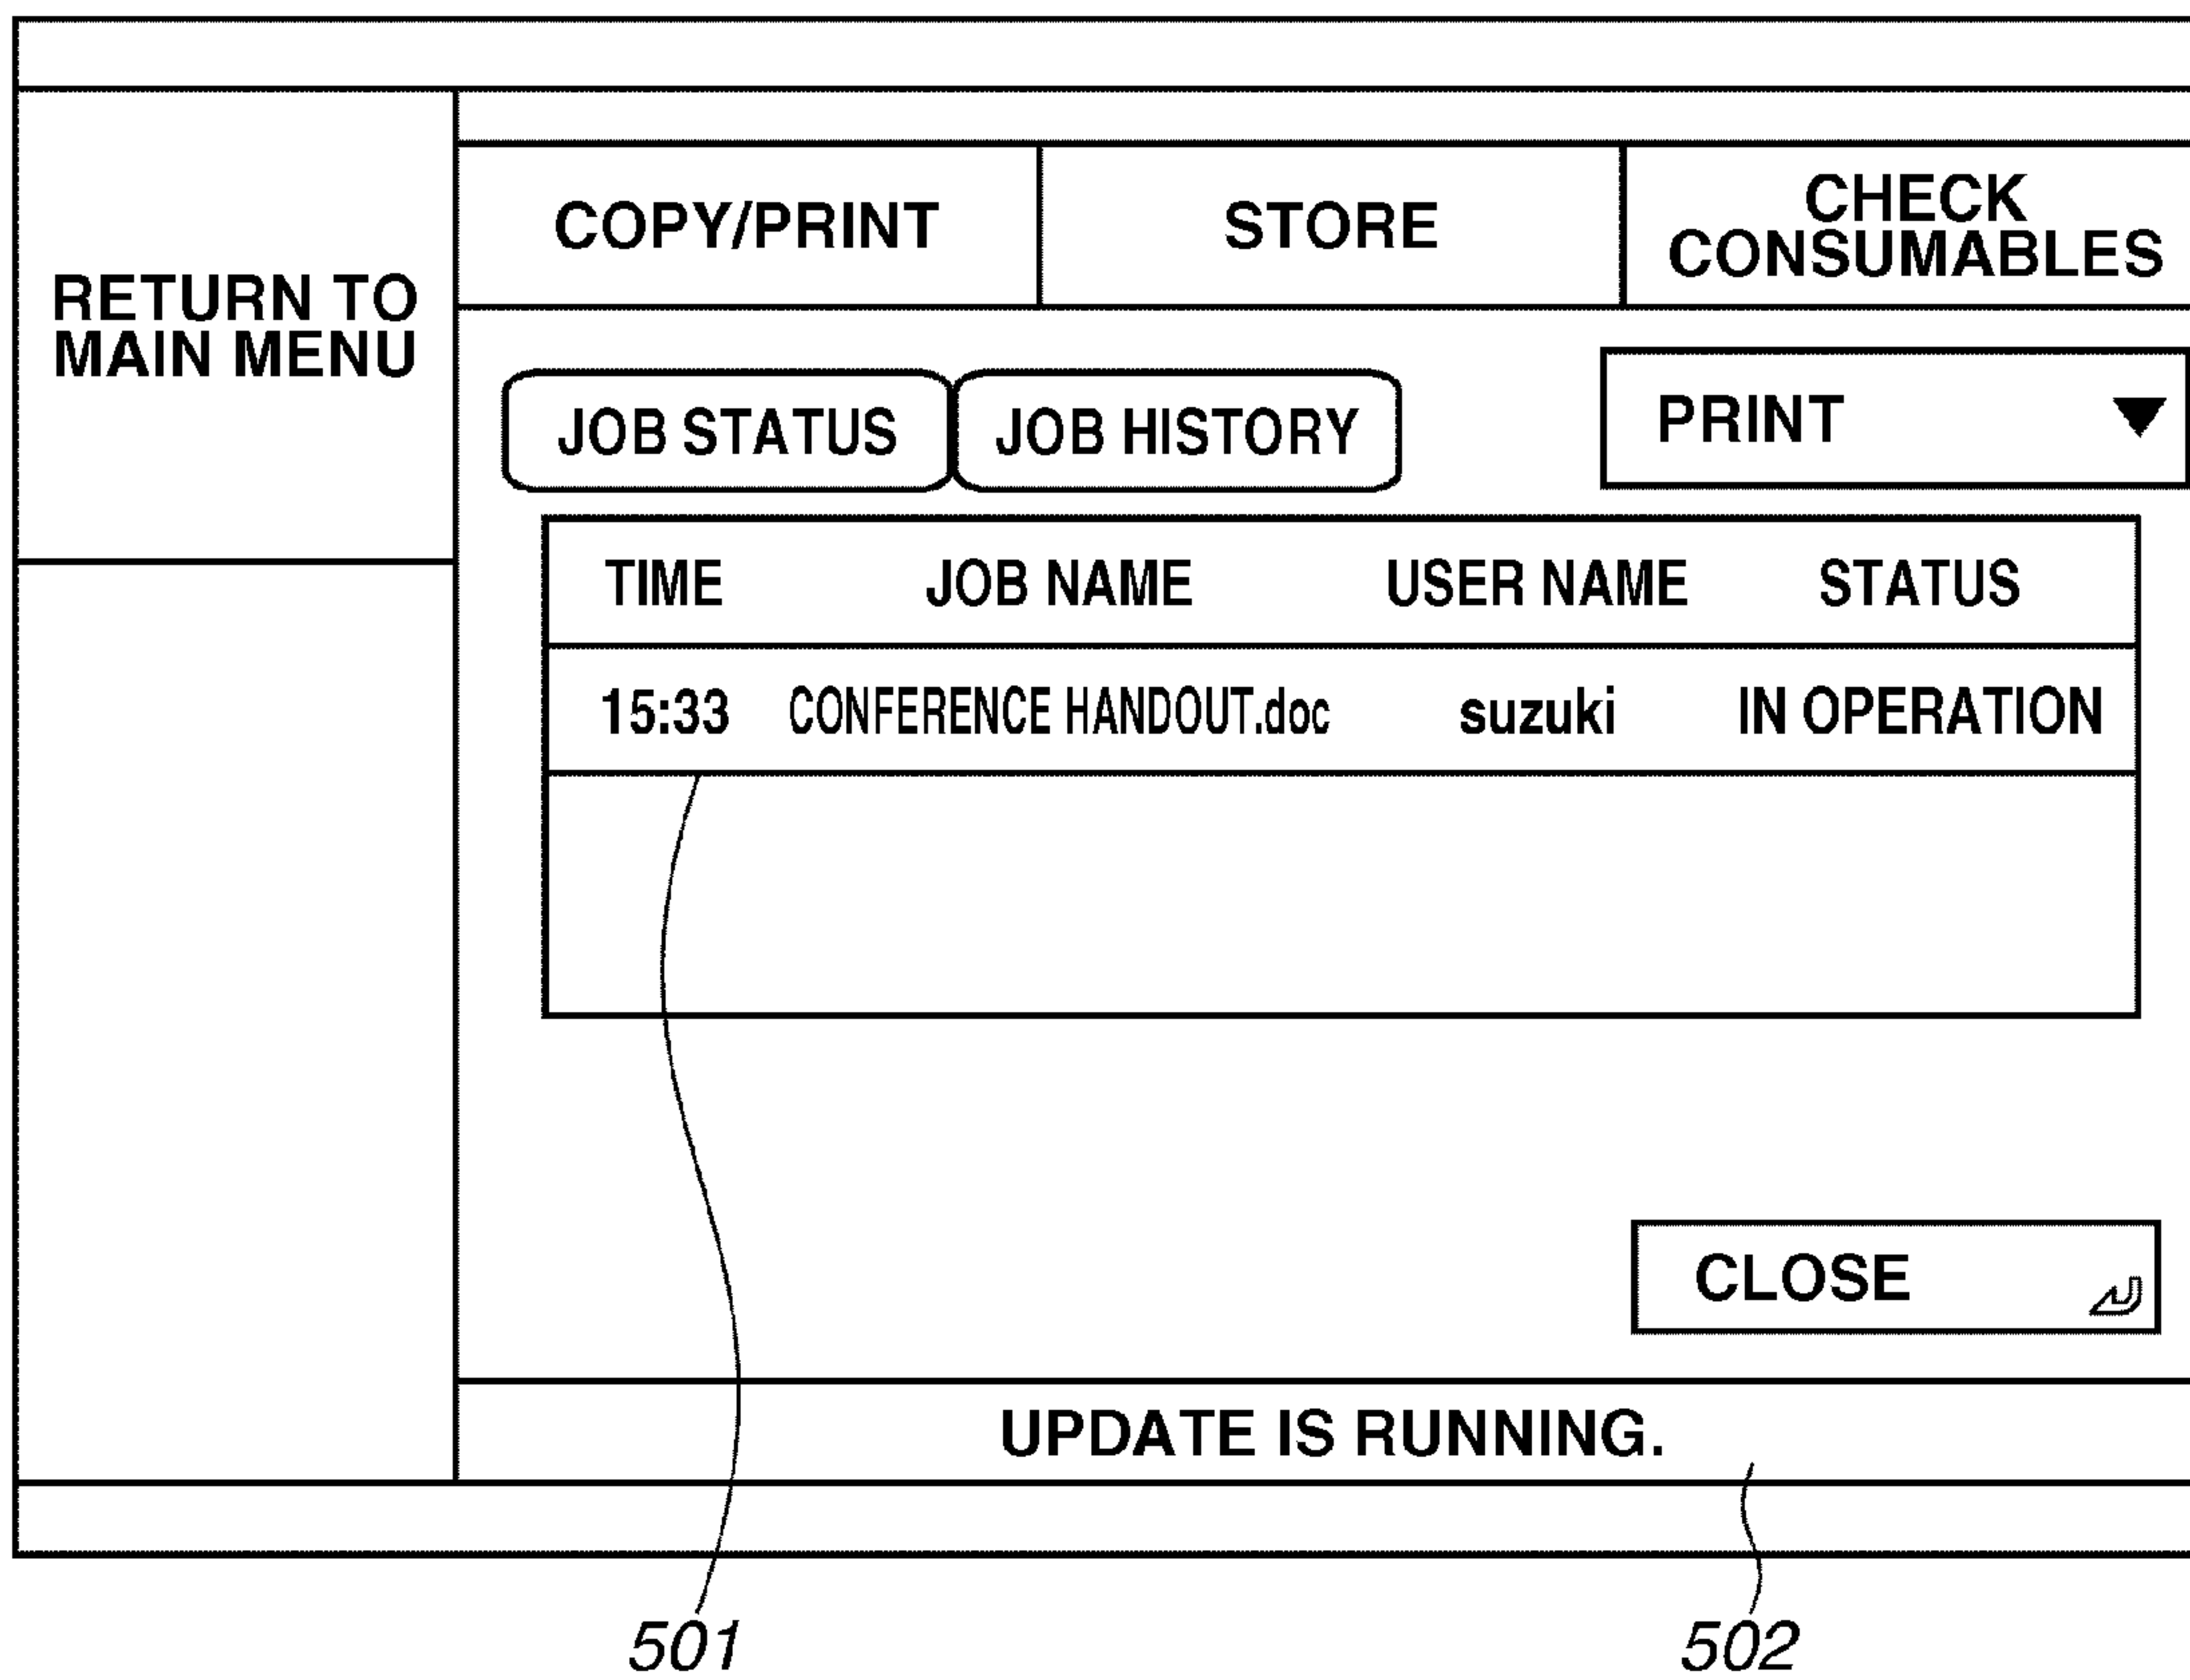 RETURN TO
MAIN MENU
COPY/PRINT
STORE
CHECK
CONSUMABLES
JOB STATUS
JOB HISTORY
PRINT
TIME JOB NAME USER NAME STATUS
15:33 CONFERENCE HANDOUT.doc suzuki IN OPERATION
CLOSE
UPDATE IS RUNNING.
501
502